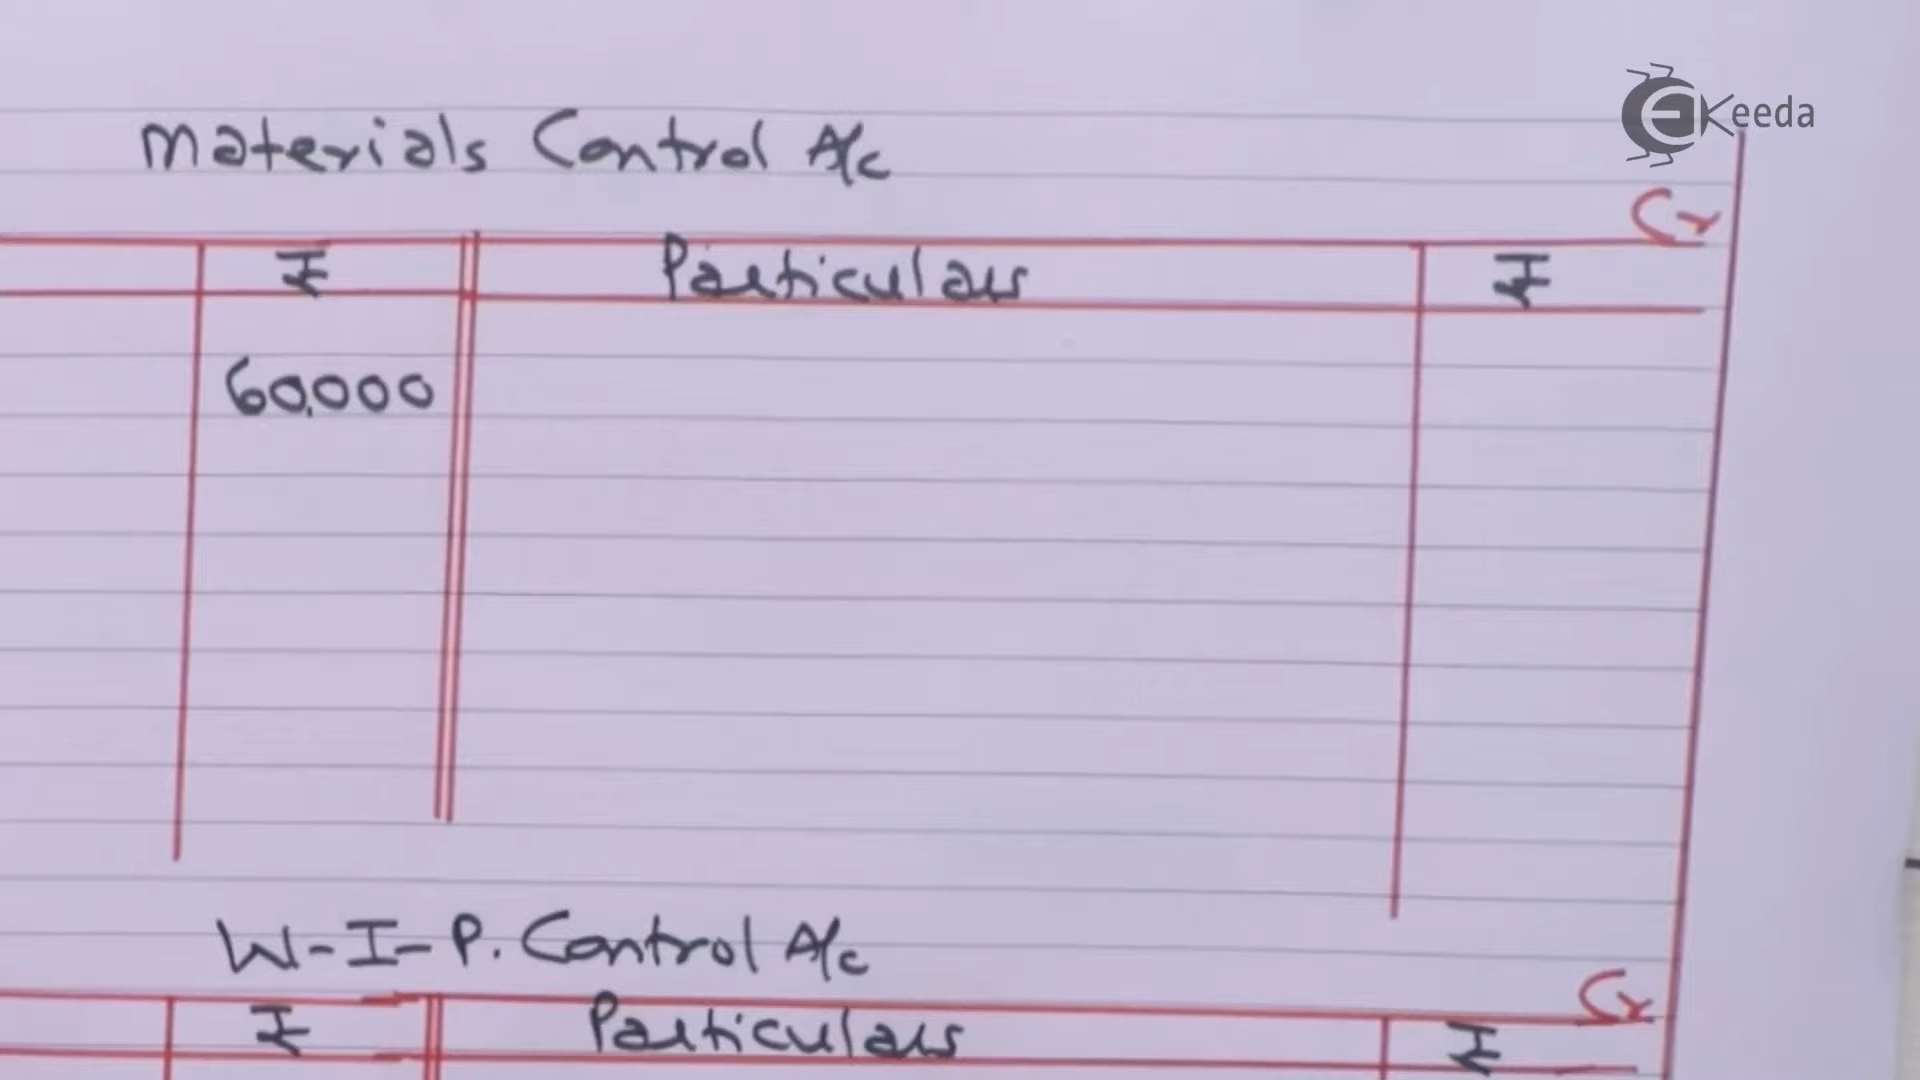 Keeda
Materials Control A/c
Cr
₹ Particulars ₹
60,000
W-I-P. Control A/c
Cr
₹ Particulars ₹